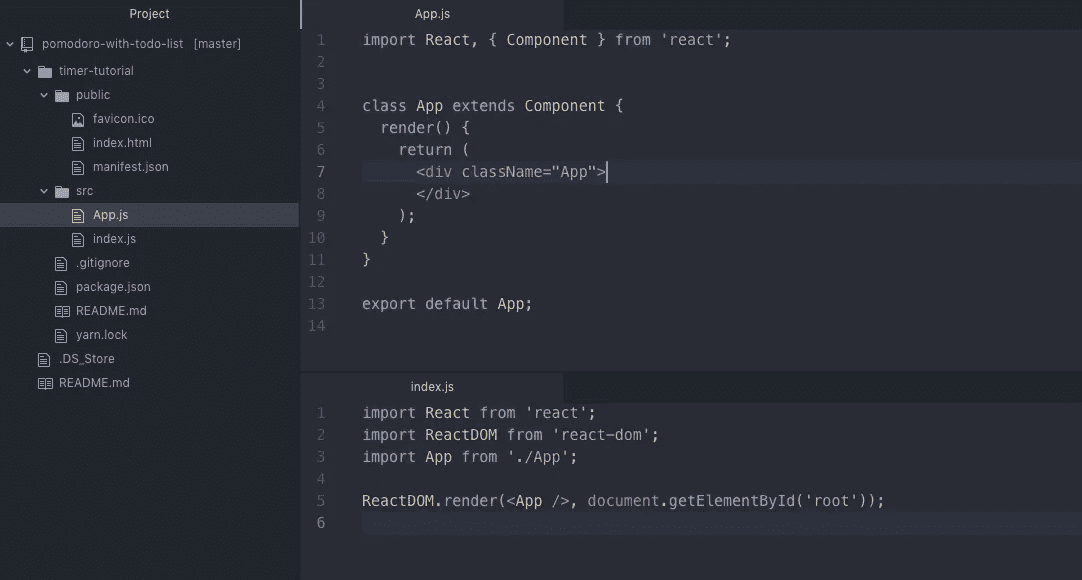 Project
pomodoro-with-todo-list [master]
timer-tutorial
public
favicon.ico
index.html
manifest.json
src
App.js
index.js
.gitignore
package.json
README.md
yarn.lock
.DS_Store
README.md
App.js
1 import React, { Component } from 'react';
2
3
4 class App extends Component {
5   render() {
6     return (
7       <div className="App">
8       </div>
9     );
10   }
11 }
12
13 export default App;
14
index.js
1 import React from 'react';
2 import ReactDOM from 'react-dom';
3 import App from './App';
4
5 ReactDOM.render(<App />, document.getElementById('root'));
6